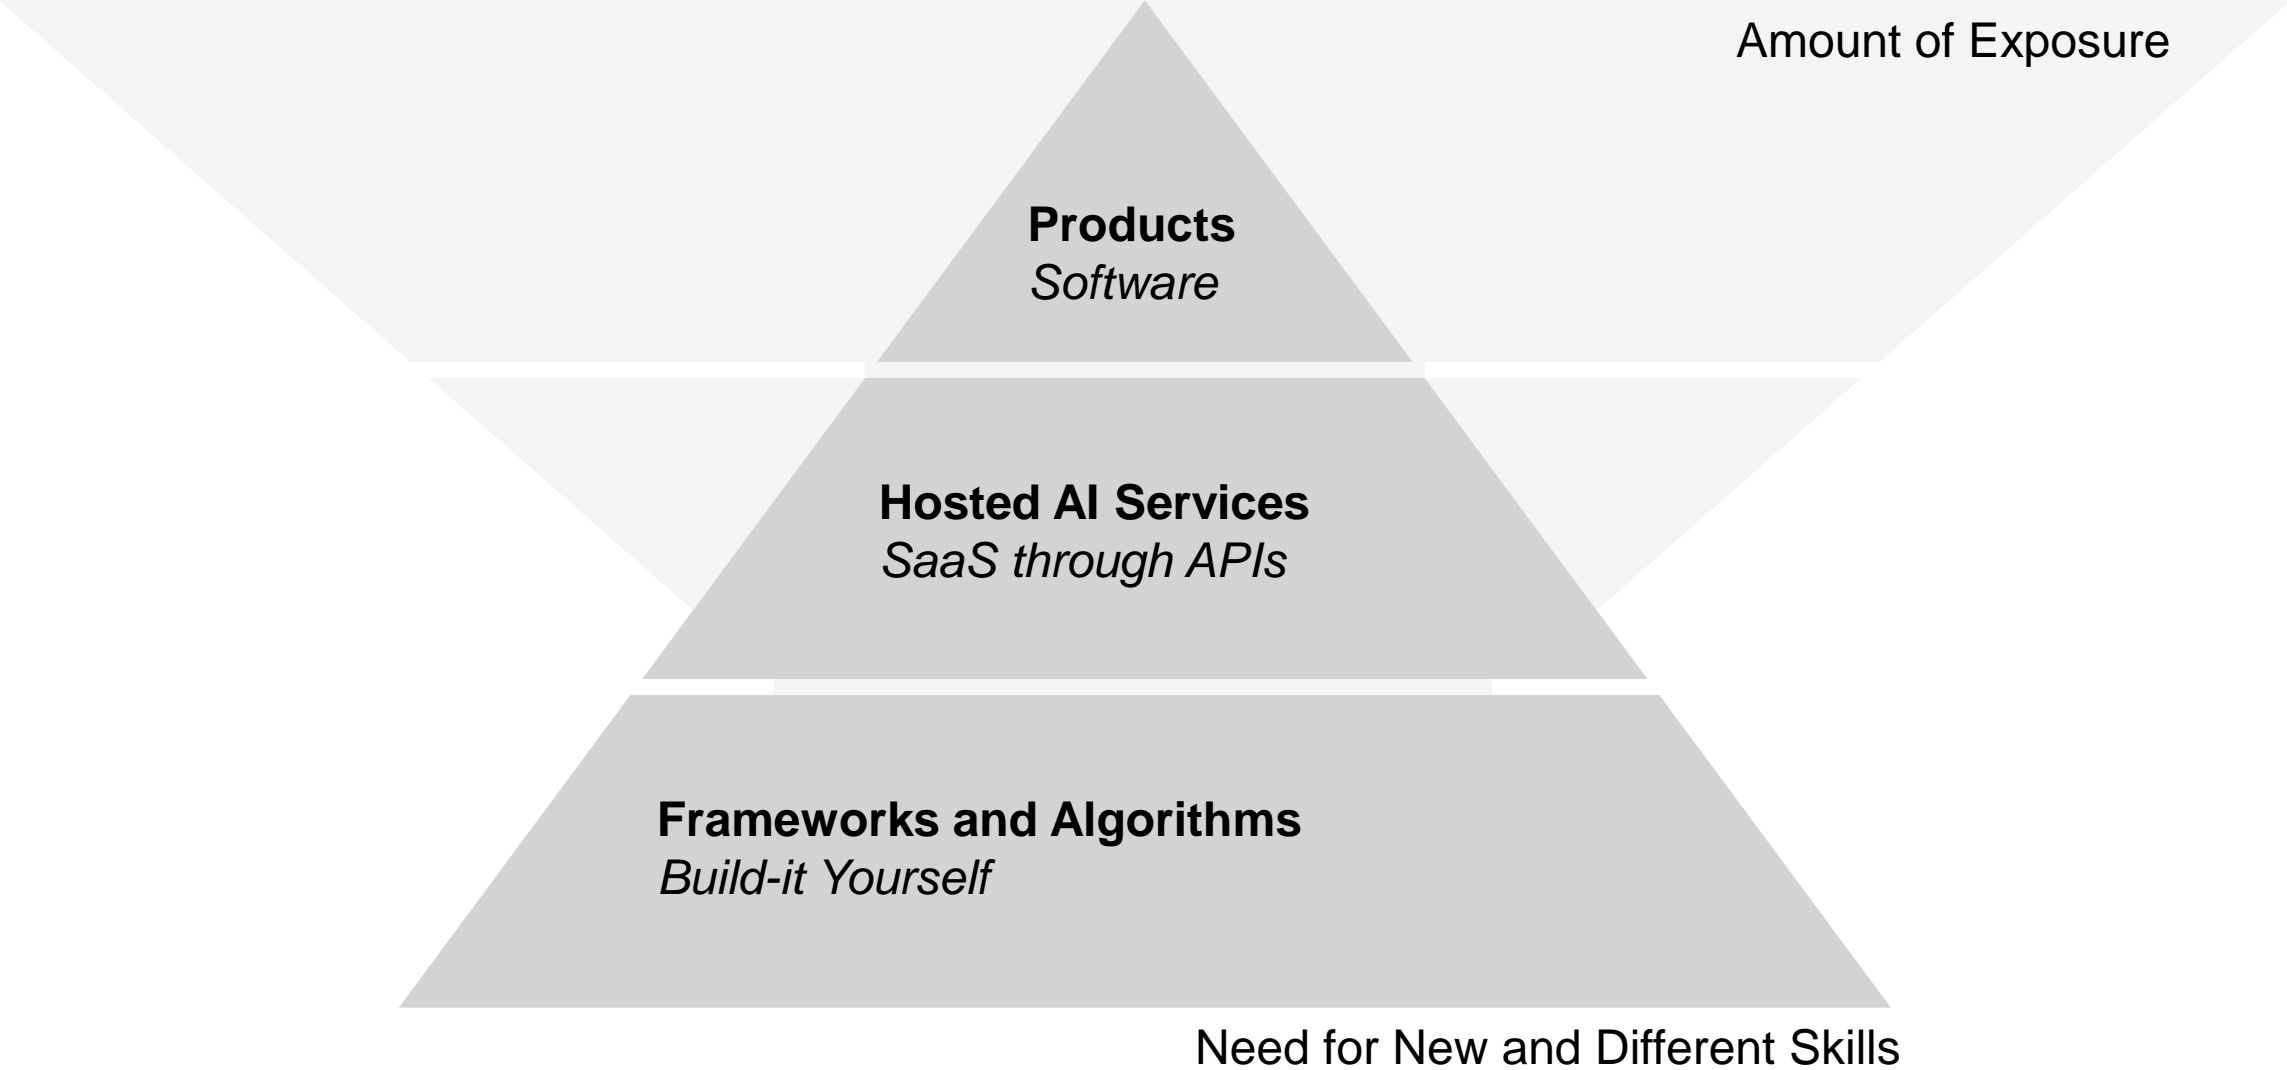 Amount of Exposure
Products
Software
Hosted AI Services
SaaS through APIs
Frameworks and Algorithms
Build-it Yourself
Need for New and Different Skills